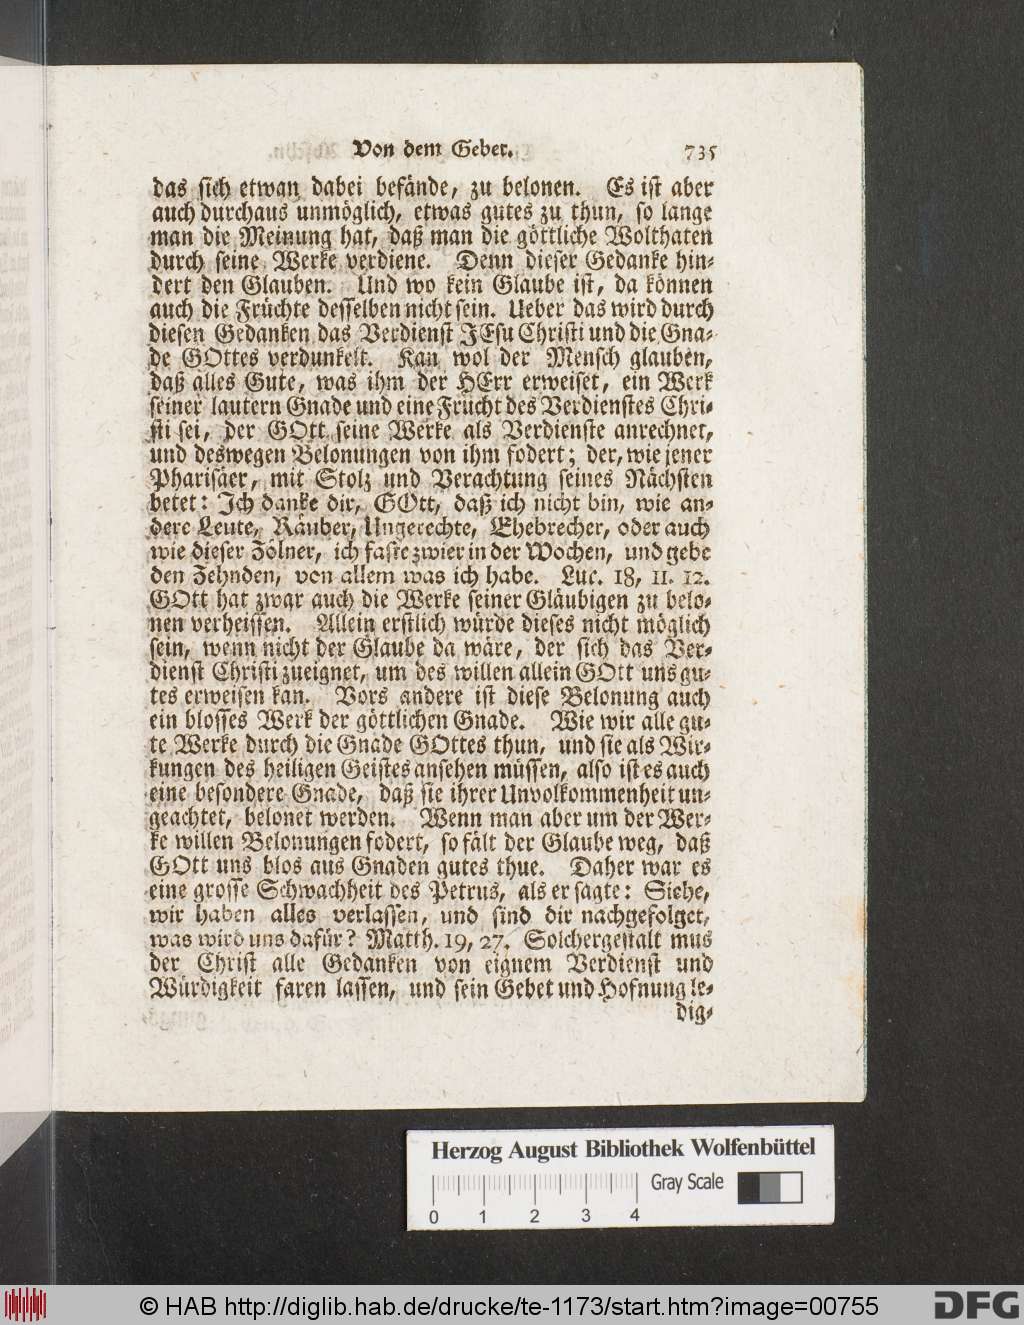 Von dem Gebet. 735
das sich etwan dabei befände, zu belonen. Es ist aber
auch durchaus unmöglich, etwas gutes zu thun, so lange
man die Meinung hat, daß man die göttliche Wolthaten
durch seine Werke verdiene. Denn dieser Gedanke hin-
dert den Glauben. Und wo kein Glaube ist, da können
auch die Früchte desselben nicht sein. Ueber das wird durch
diesen Gedanken das Verdienst JEsu Christi und die Gna-
de GOttes verdunkelt. Kan wol der Mensch glauben,
daß alles Gute, was ihm der HErr erweiset, ein Werk
seiner lautern Gnade und eine Frucht des Verdienstes Chri-
sti sei, der GOtt seine Werke als Verdienste anrechnet,
und deswegen Belonungen von ihm fodert; der, wie jener
Pharisäer, mit Stolz und Verachtung seines Nächsten
betet: Ich danke dir, GOtt, daß ich nicht bin, wie an-
dere Leute, Räuber, Ungerechte, Ehebrecher, oder auch
wie dieser Zölner, ich faste zwier in der Wochen, und gebe
den Zehnden, von allem was ich habe. Luc. 18, 11. 12.
GOtt hat zwar auch die Werke seiner Gläubigen zu belo-
nen verheissen. Allein erstlich würde dieses nicht möglich
sein, wenn nicht der Glaube da wäre, der sich das Ver-
dienst Christi zueignet, um des willen allein GOtt uns gu-
tes erweisen kan. Vors andere ist diese Belonung auch
ein blosses Werk der göttlichen Gnade. Wie wir alle gu-
te Werke durch die Gnade GOttes thun, und sie als Wir-
kungen des heiligen Geistes ansehen müssen, also ist es auch
eine besondere Gnade, daß sie ihrer Unvolkommenheit un-
geachtet, belonet werden. Wenn man aber um der Wer-
ke willen Belonungen fodert, so fält der Glaube weg, daß
GOtt uns blos aus Gnaden gutes thue. Daher war es
eine grosse Schwachheit des Petrus, als er sagte: Siehe,
wir haben alles verlassen, und sind dir nachgefolget,
was wird uns dafür? Matth. 19, 27. Solchergestalt mus
der Christ alle Gedanken von eignem Verdienst und
Würdigkeit faren lassen, und sein Gebet und Hofnung le-
dig-
Herzog August Bibliothek Wolfenbüttel
Gray Scale
0 1 2 3 4
© HAB http://diglib.hab.de/drucke/te-1173/start.htm?image=00755
DFG